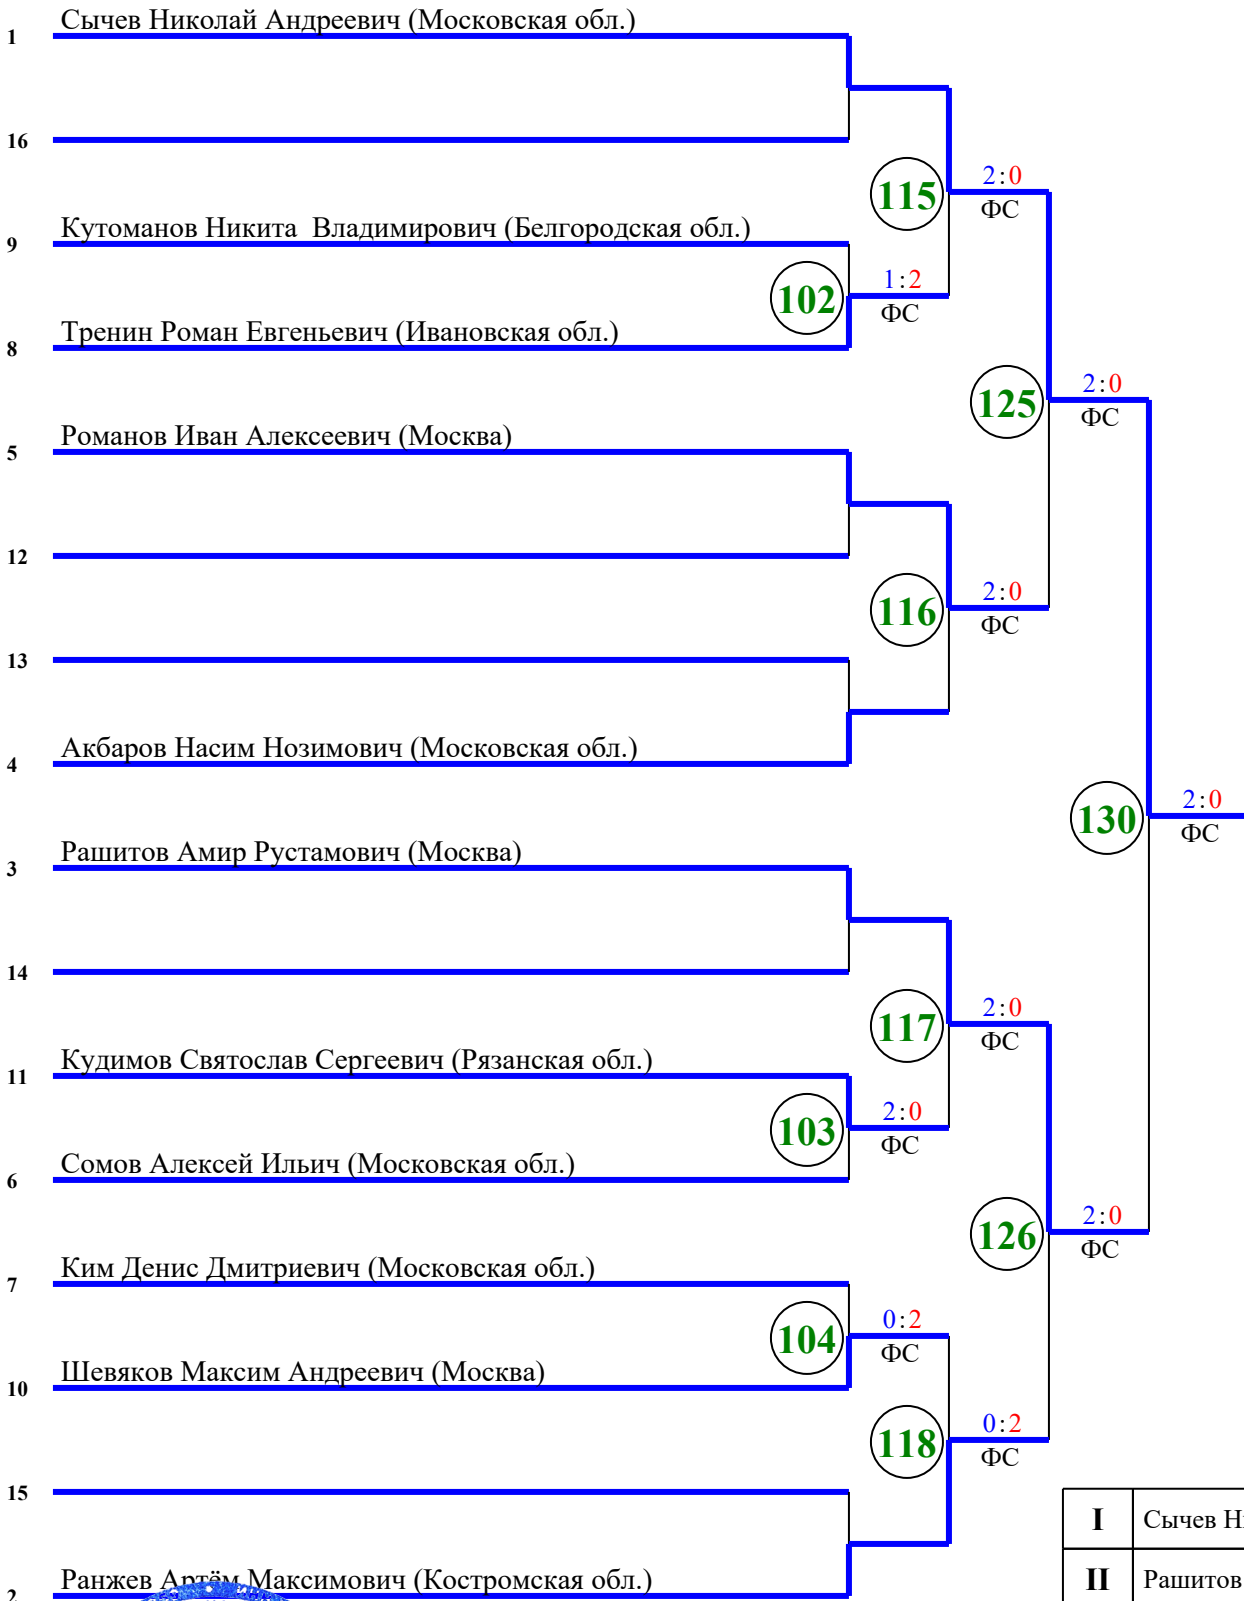 Сычев Николай Андреевич (Московская обл.)
1
16
115
2:0
ФС
Кутоманов Никита Владимирович (Белгородская обл.)
9
102
1:2
ФС
Тренин Роман Евгеньевич (Ивановская обл.)
8
125
2:0
ФС
Романов Иван Алексеевич (Москва)
5
12
116
2:0
ФС
13
Акбаров Насим Нозимович (Московская обл.)
4
130
2:0
ФС
Рашитов Амир Рустамович (Москва)
3
14
117
2:0
ФС
Кудимов Святослав Сергеевич (Рязанская обл.)
11
103
2:0
ФС
Сомов Алексей Ильич (Московская обл.)
6
126
2:0
ФС
Ким Денис Дмитриевич (Московская обл.)
7
104
0:2
ФС
Шевяков Максим Андреевич (Москва)
10
118
0:2
ФС
15
I Сычев
Ранжев Артём Максимович (Костромская обл.)
2
II Рашитов